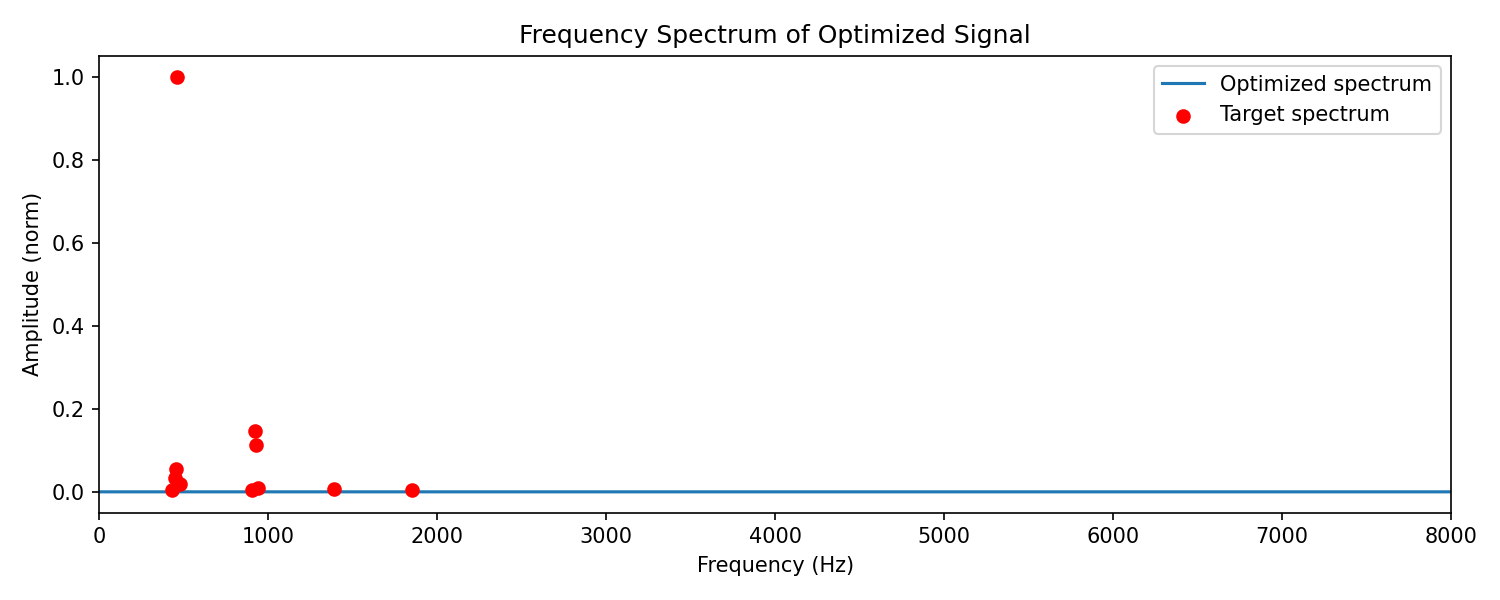 Frequency Spectrum of Optimized Signal
Optimized spectrum
Target spectrum
Amplitude (norm)
1.0
0.8
0.6
0.4
0.2
0.0
0 1000 2000 3000 4000 5000 6000 7000 8000
Frequency (Hz)